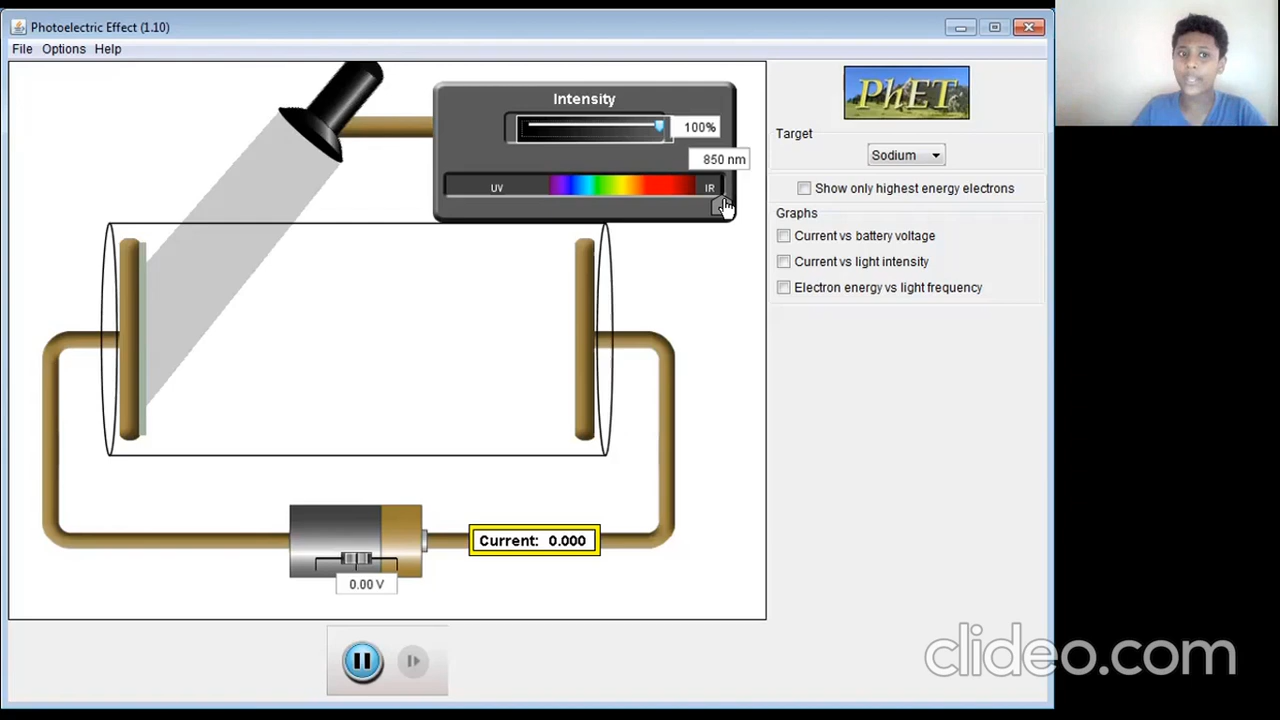 Photoelectric Effect (1.10)
File Options Help
Intensity
100%
850 nm
UV
IR
Current: 0.000
0.00 V
PhET
Target
Sodium
Show only highest energy electrons
Graphs
Current vs battery voltage
Current vs light intensity
Electron energy vs light frequency
clideo.com